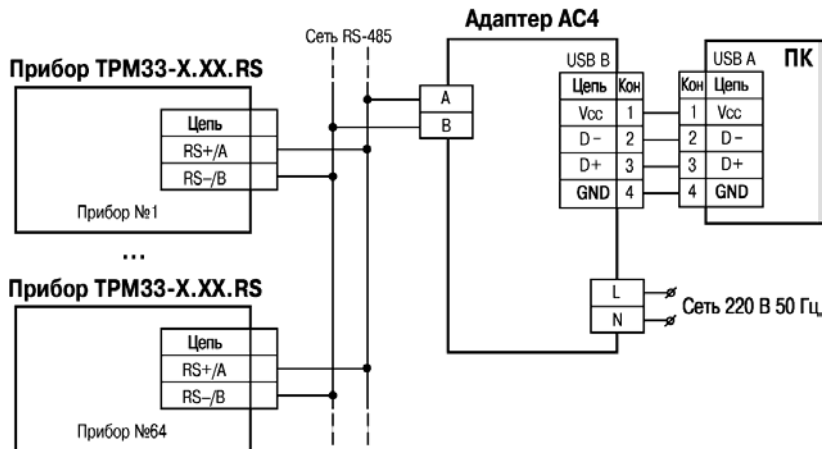 Адаптер АС4
Сеть RS-485
Прибор ТРМ33-Х.ХХ.RS
Цепь
RS+/A
RS–/B
Прибор №1
...
Прибор ТРМ33-Х.ХХ.RS
Цепь
RS+/A
RS–/B
Прибор №64
A
B
USB B
Цепь Кон
Vcc 1
D- 2
D+ 3
GND 4
L
N
Сеть 220 В 50 Гц
USB A
ПК
Кон Цепь
1 Vcc
2 D-
3 D+
4 GND